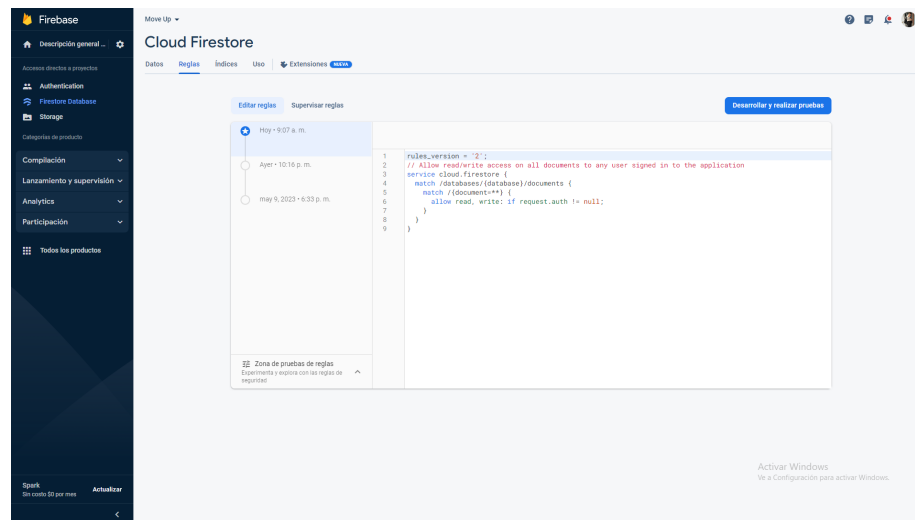 Firebase
Descripción general ...
Accesos directos a proyectos
Authentication
Firestore Database
Storage
Categorías de producto
Compilación
Lanzamiento y supervisión
Analytics
Participación
Todos los productos
Spark
Sin costo $0 por mes
Actualizar
Move Up
Cloud Firestore
Datos Reglas Índices Uso Extensiones NUEVA
Editar reglas Supervisar reglas
Desarrollar y realizar pruebas
Hoy • 9:07 a. m.
Ayer • 10:16 p. m.
may 9, 2023 • 6:33 p. m.
Zona de pruebas de reglas
Experimenta y explora con las reglas de
seguridad
1 rules_version = '2';
2 // Allow read/write access on all documents to any user signed in to the application
3 service cloud.firestore {
4 match /databases/{database}/documents {
5 match /{document=**} {
6 allow read, write: if request.auth != null;
7 }
8 }
9 }
Activar Windows
Ve a Configuración para activar Windows.